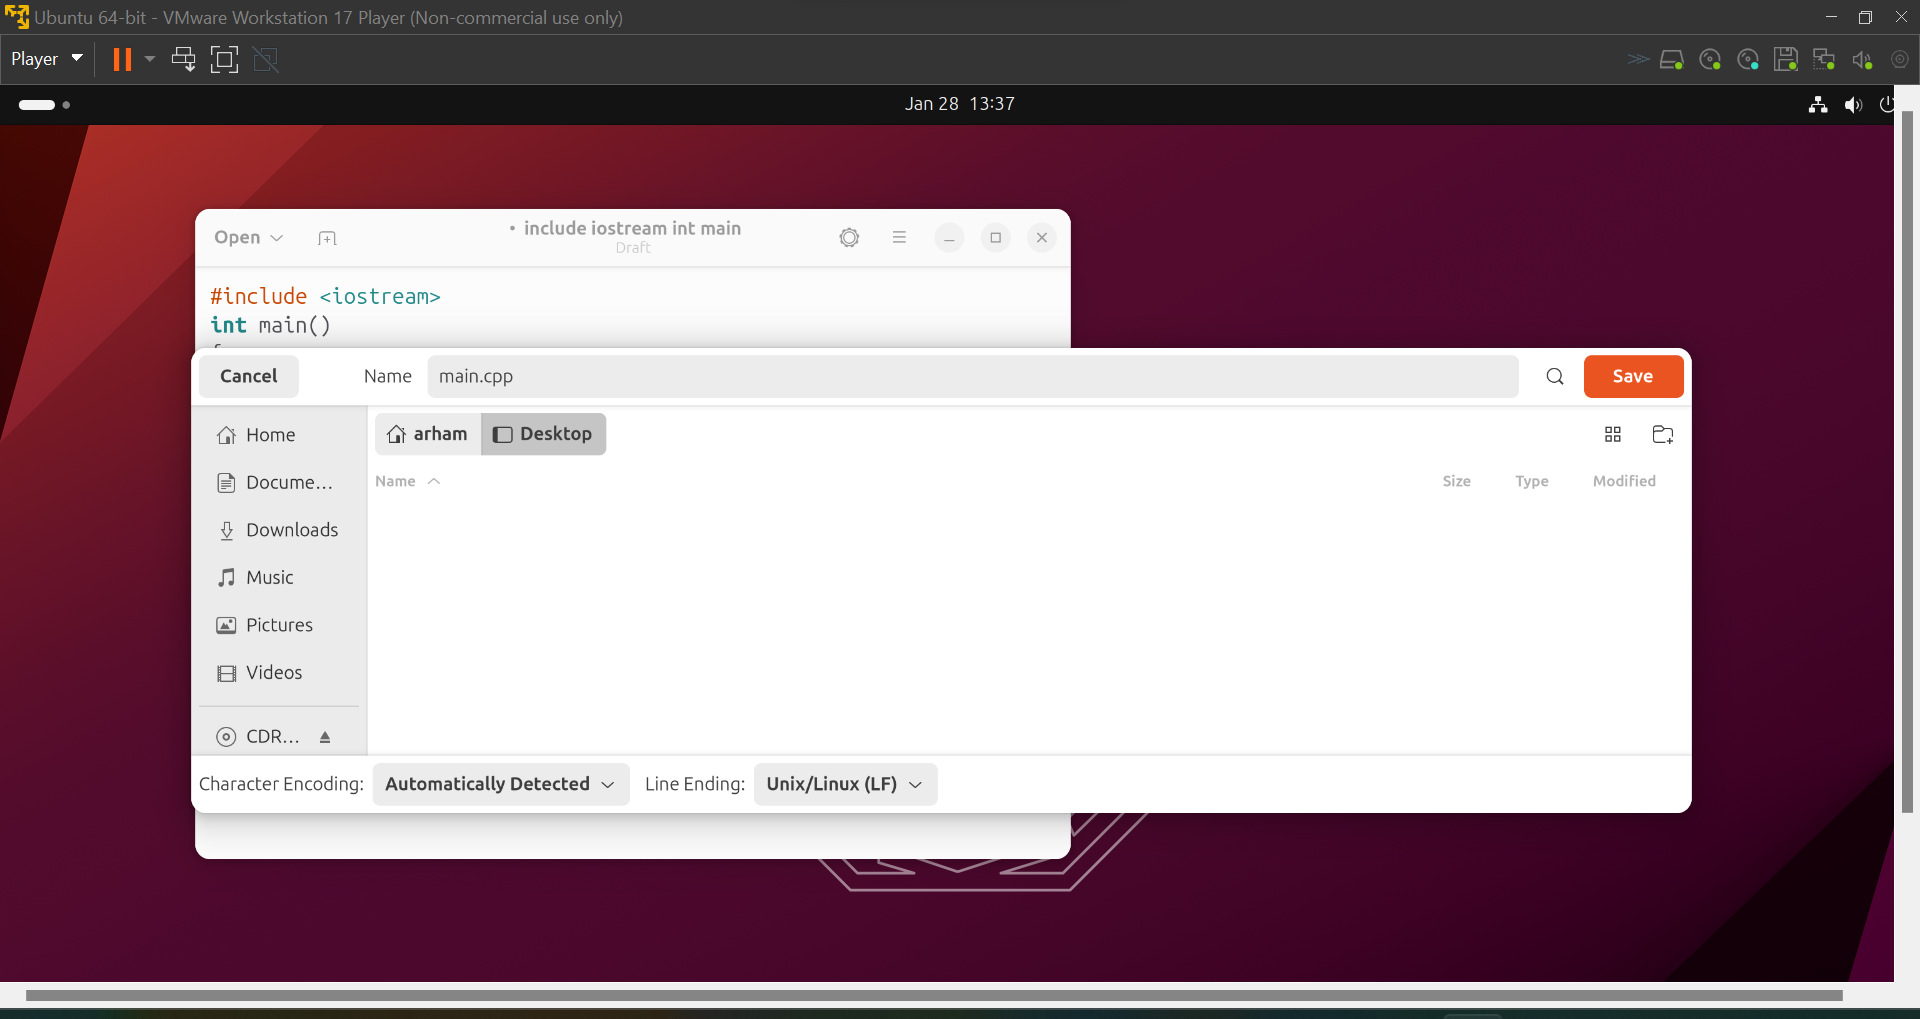 Ubuntu 64-bit - VMware Workstation 17 Player (Non-commercial use only)
Player
Jan 28 13:37
Open
• include iostream int main
Draft
#include <iostream>
int main()
Cancel
Name
main.cpp
Save
Home
arham
Desktop
Docume...
Name
Size
Type
Modified
Downloads
Music
Pictures
Videos
CDR...
Character Encoding:
Automatically Detected
Line Ending:
Unix/Linux (LF)